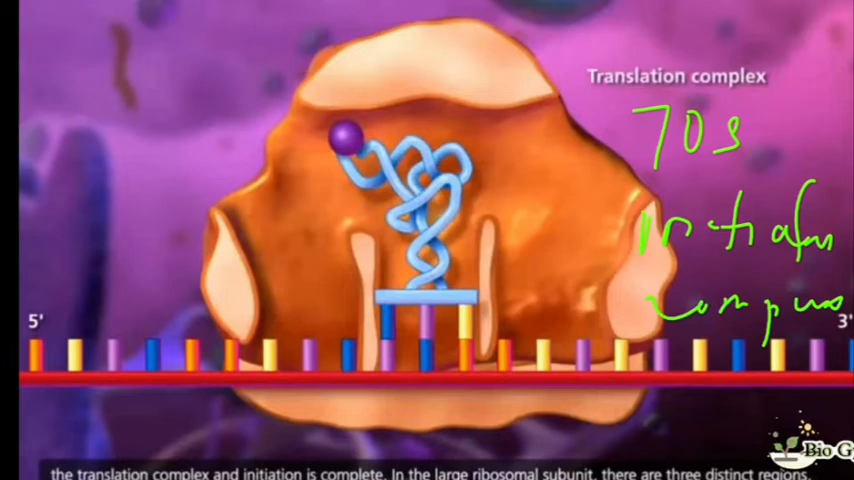 Translation complex
70s
5'
3'
Bio G
the translation complex and initiation is complete. In the large ribosomal subunit, there are three distinct regions,